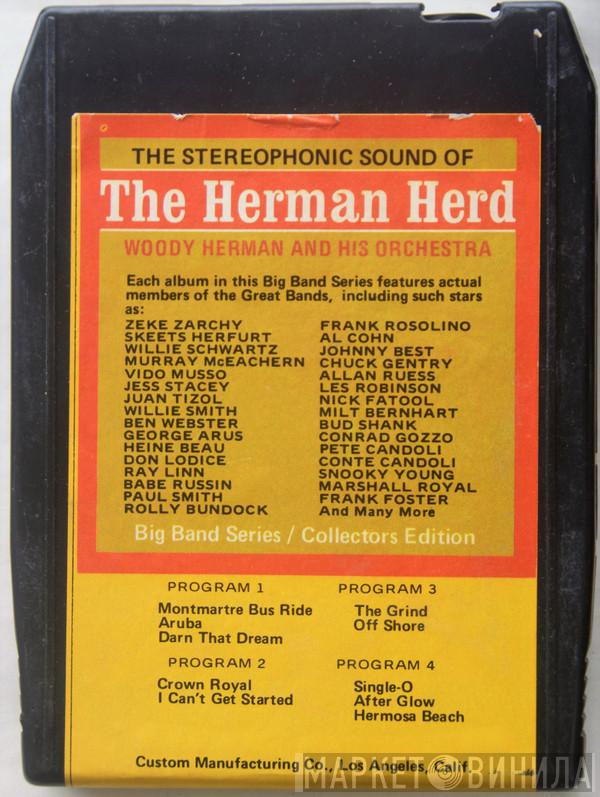 THE STEREOPHONIC SOUND OF
The Herman Herd
WOODY HERMAN AND HIS ORCHESTRA
Each album in this Big Band Series features actual
members of the Great Bands, including such stars
as:
ZEKE ZARCHY
SKEETS HERFURT
WILLIE SCHWARTZ
MURRAY McEACHERN
VIDO MUSSO
JESS STACEY
JUAN TIZOL
WILLIE SMITH
BEN WEBSTER
GEORGE ARUS
HEINE BEAU
DON LODICE
RAY LINN
BABE RUSSIN
PAUL SMITH
ROLLY BUNDOCK
FRANK ROSOLINO
AL COHN
JOHNNY BEST
CHUCK GENTRY
ALLAN RUESS
LES ROBINSON
NICK FATOOL
MILT BERNHART
BUD SHANK
CONRAD GOZZO
PETE CANDOLI
CONTE CANDOLI
SNOOKY YOUNG
MARSHALL ROYAL
FRANK FOSTER
And Many More
Big Band Series / Collectors Edition
PROGRAM 1
Montmartre Bus Ride
Aruba
Darn That Dream
PROGRAM 2
Crown Royal
I Can't Get Started
PROGRAM 3
The Grind
Off Shore
PROGRAM 4
Single-O
After Glow
Hermosa Beach
Custom Manufacturing Co., Los Angeles, Calif.
МАРКЕТ ВИНИЛА